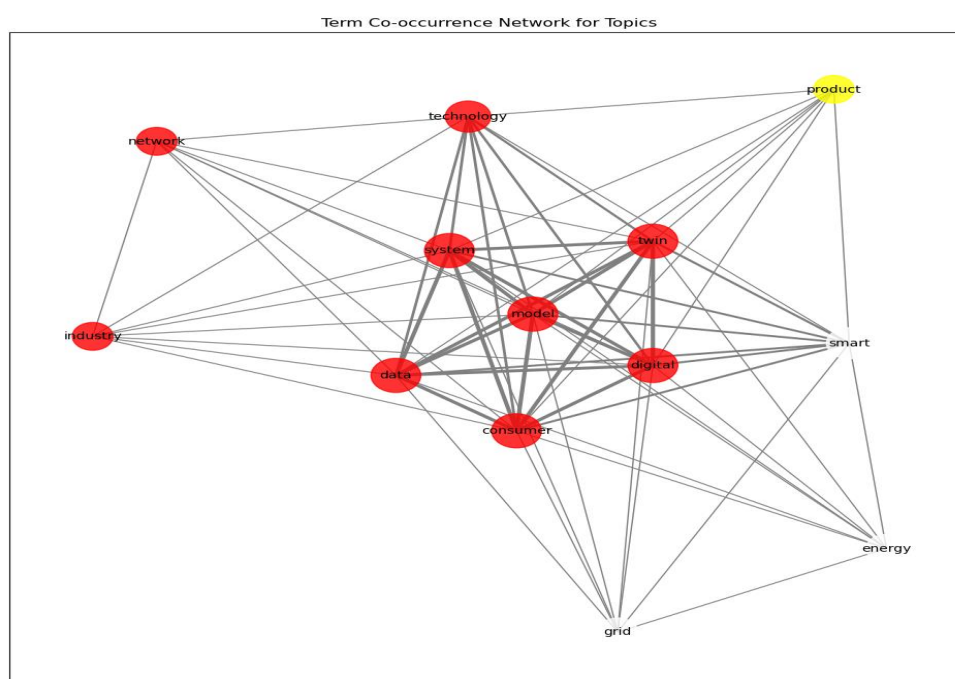 Term Co-occurrence Network for Topics
product
technology
network
twin
system
model
industry
smart
digital
data
consumer
energy
grid